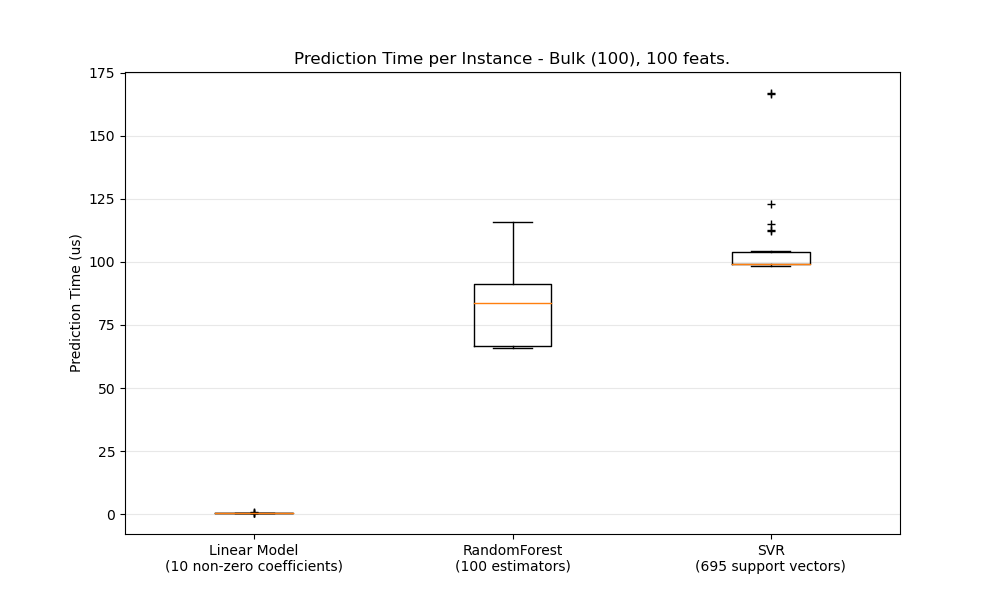 Prediction Time per Instance - Bulk (100), 100 feats.
175
150
125
100
75
50
25
0
Prediction Time (us)
Linear Model
(10 non-zero coefficients)
RandomForest
(100 estimators)
SVR
(695 support vectors)